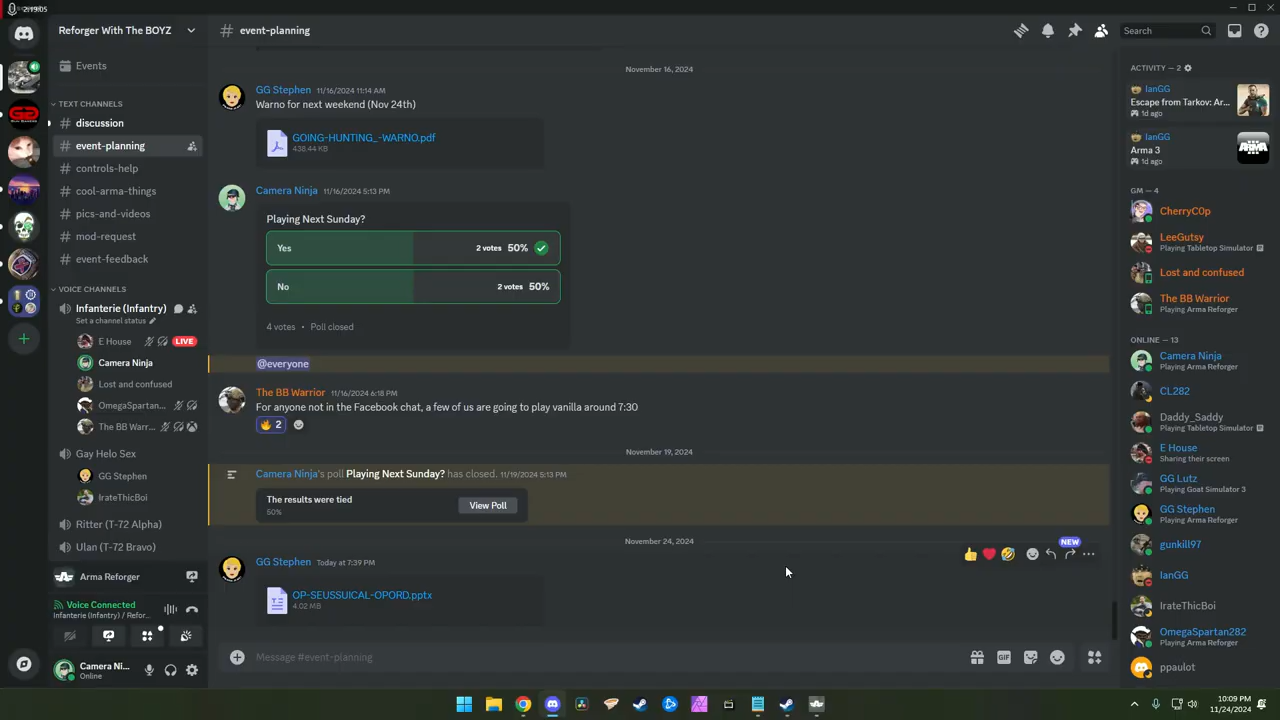 2:19:05
Reforger With The BOYZ
# event-planning
Search
Events
TEXT CHANNELS
# discussion
# event-planning
# controls-help
# cool-arma-things
# pics-and-videos
# mod-request
# event-feedback
VOICE CHANNELS
Infanterie (Infantry)
Set a channel status
E House
LIVE
Camera Ninja
Lost and confused
OmegaSpartan...
The BB Warr...
Gay Helo Sex
GG Stephen
IrateThicBoi
Ritter (T-72 Alpha)
Ulan (T-72 Bravo)
Arma Reforger
Voice Connected
Infanterie (Infantry) / Refor...
Camera Ni...
Online
November 16, 2024
GG Stephen 11/16/2024 11:14 AM
Warno for next weekend (Nov 24th)
GOING-HUNTING_-WARNO.pdf
438.44 KB
Camera Ninja 11/16/2024 5:13 PM
Playing Next Sunday?
Yes 2 votes 50%
No 2 votes 50%
4 votes • Poll closed
@everyone
The BB Warrior 11/16/2024 6:18 PM
For anyone not in the Facebook chat, a few of us are going to play vanilla around 7:30
🔥 2
November 19, 2024
Camera Ninja's poll Playing Next Sunday? has closed. 11/19/2024 5:13 PM
The results were tied
50%
View Poll
November 24, 2024
NEW
GG Stephen Today at 7:39 PM
OP-SEUSSUICAL-OPORD.pptx
4.02 MB
Message #event-planning
GIF
ACTIVITY — 2
IanGG
Escape from Tarkov: Ar...
1d ago
IanGG
Arma 3
1d ago
ARMA
GM — 4
CherryC0p
LeeGutsy
Playing Tabletop Simulator
Lost and confused
The BB Warrior
Playing Arma Reforger
ONLINE — 13
Camera Ninja
Playing Arma Reforger
CL282
Daddy_Saddy
Playing Tabletop Simulator
E House
Sharing their screen
GG Lutz
Playing Goat Simulator 3
GG Stephen
Playing Arma Reforger
gunkill97
IanGG
IrateThicBoi
OmegaSpartan282
Playing Arma Reforger
ppaulot
10:09 PM
11/24/2024